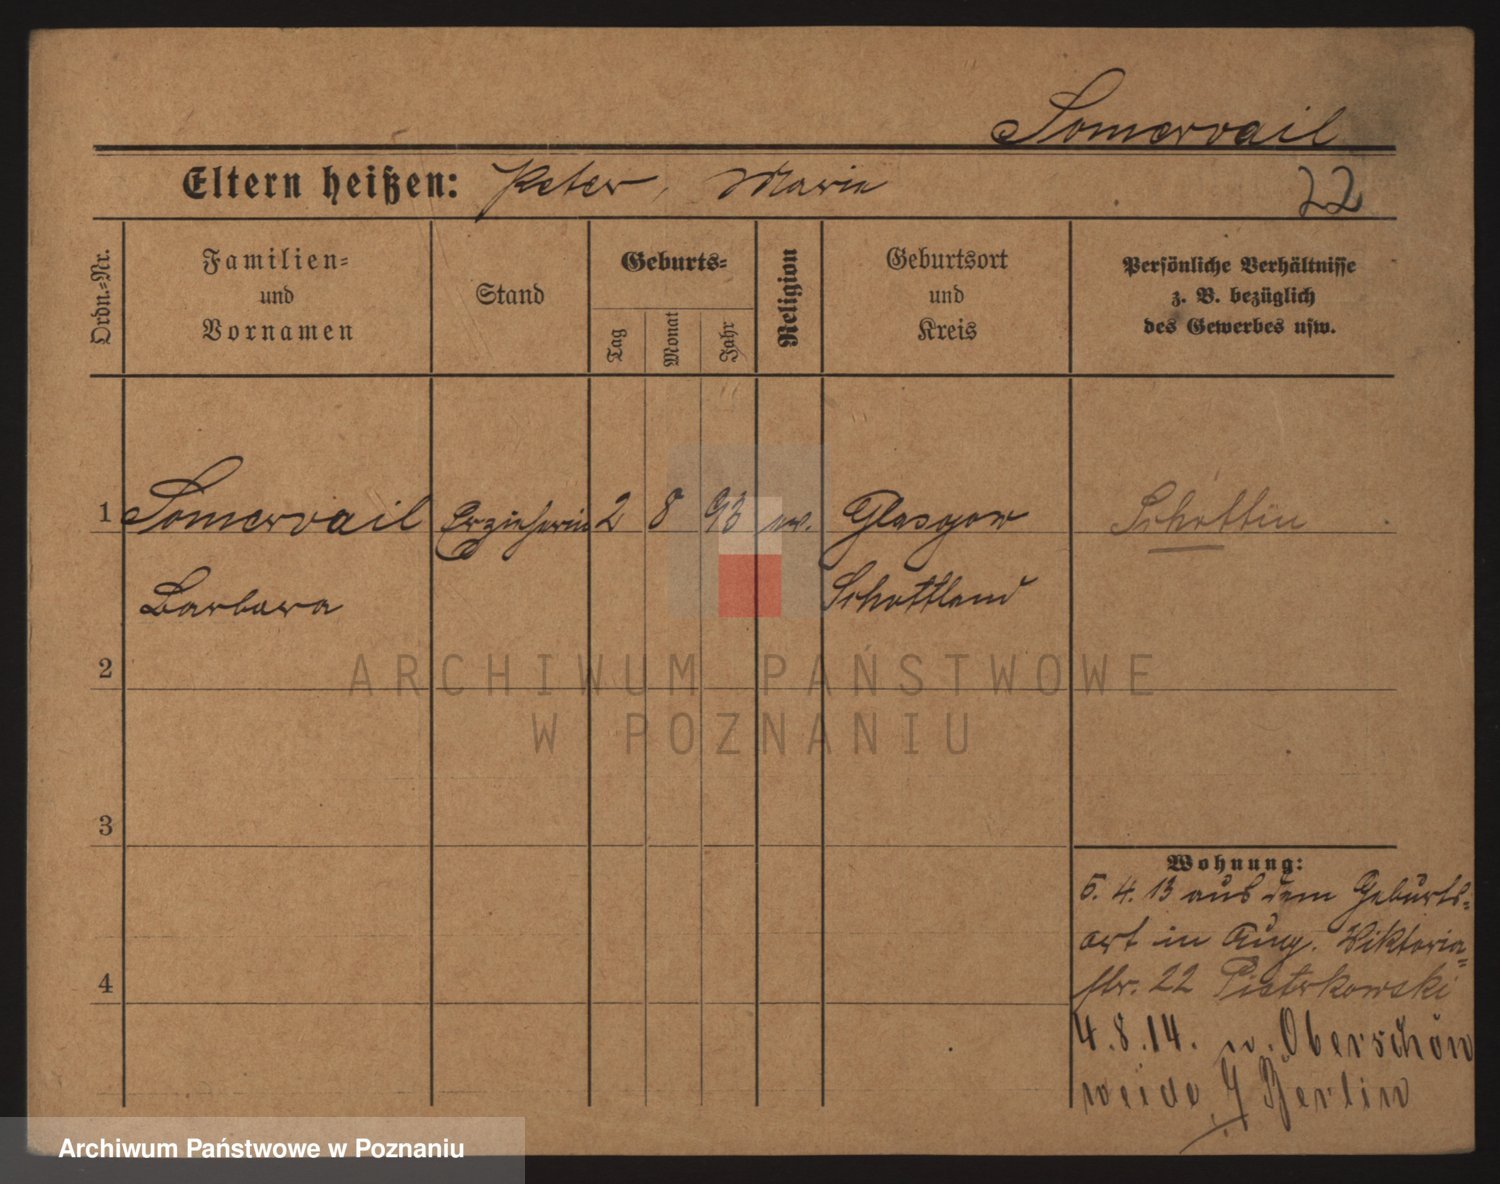 Somervail
Eltern heißen: Peter, Marie
22
Ordn.=Nr.
Familien=
und
Vornamen
Stand
Geburts=
Tag
Monat
Jahr
Religion
Geburtsort
und
Kreis
Persönliche Verhältnisse
z. B. bezüglich
des Gewerbes usw.
1 Somervail Erzieherin 2 8 93 ev. Glasgow Schottin
Barbara Schottland
2
ARCHIWUM PAŃSTWOWE
W POZNANIU
3
Wohnung:
5. 4. 13 aus dem Geburts=
ort in Aug. Viktoria=
4
str. 22 Piotrkowski
4.8.14. n. Oberschön
weide Berlin
Archiwum Państwowe w Poznaniu